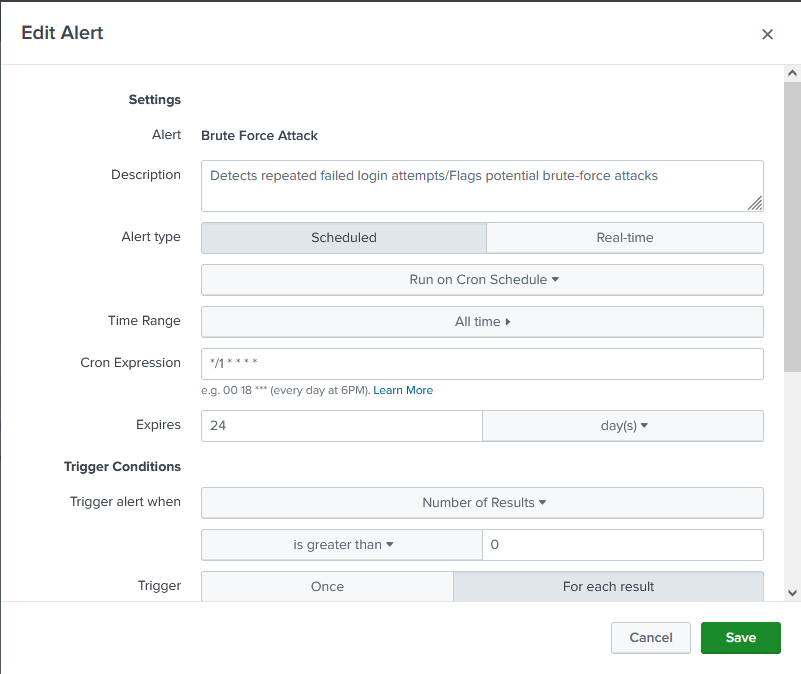 Edit Alert
Settings
Alert Brute Force Attack
Description Detects repeated failed login attempts/Flags potential brute-force attacks
Alert type Scheduled Real-time
Run on Cron Schedule
Time Range All time
Cron Expression */1 * * * *
e.g. 00 18 *** (every day at 6PM). Learn More
Expires 24 day(s)
Trigger Conditions
Trigger alert when Number of Results
is greater than 0
Trigger Once For each result
Cancel Save